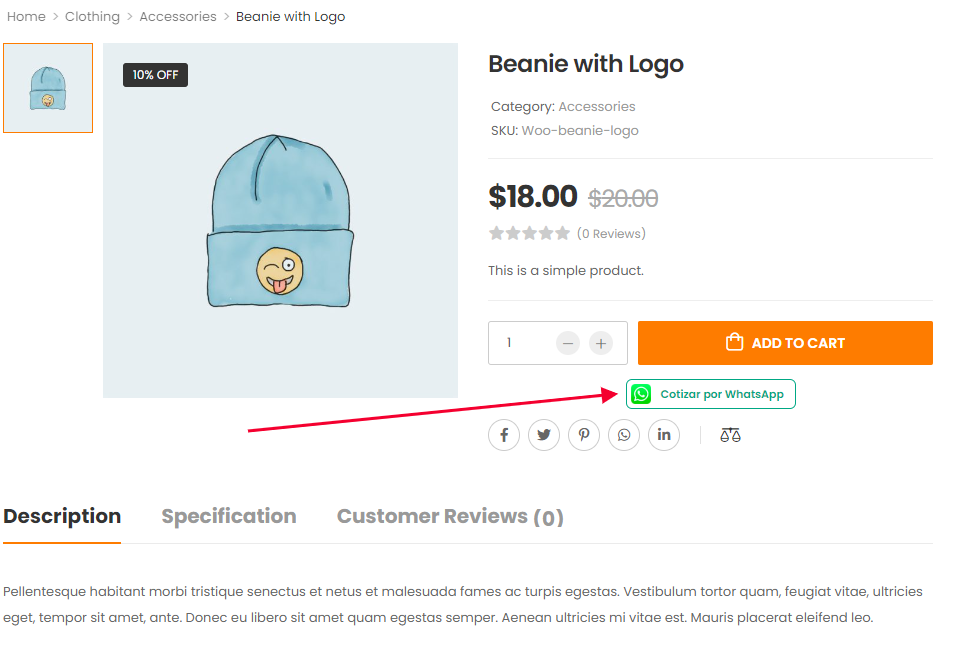 Home > Clothing > Accessories > Beanie with Logo
10% OFF
Beanie with Logo
Category: Accessories
SKU: Woo-beanie-logo
$18.00 $20.00
(0 Reviews)
This is a simple product.
1 − +
ADD TO CART
Cotizar por WhatsApp
Description Specification Customer Reviews (0)
Pellentesque habitant morbi tristique senectus et netus et malesuada fames ac turpis egestas. Vestibulum tortor quam, feugiat vitae, ultricies
eget, tempor sit amet, ante. Donec eu libero sit amet quam egestas semper. Aenean ultricies mi vitae est. Mauris placerat eleifend leo.